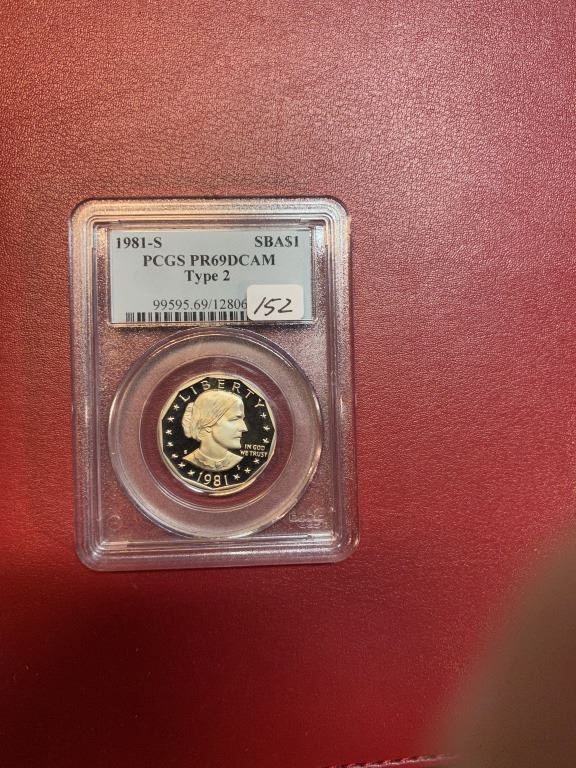 1981-S SBA$1
PCGS PR69DCAM
Type 2
99595.69/12806
152
LIBERTY
IN GOD
WE TRUST
S
1981